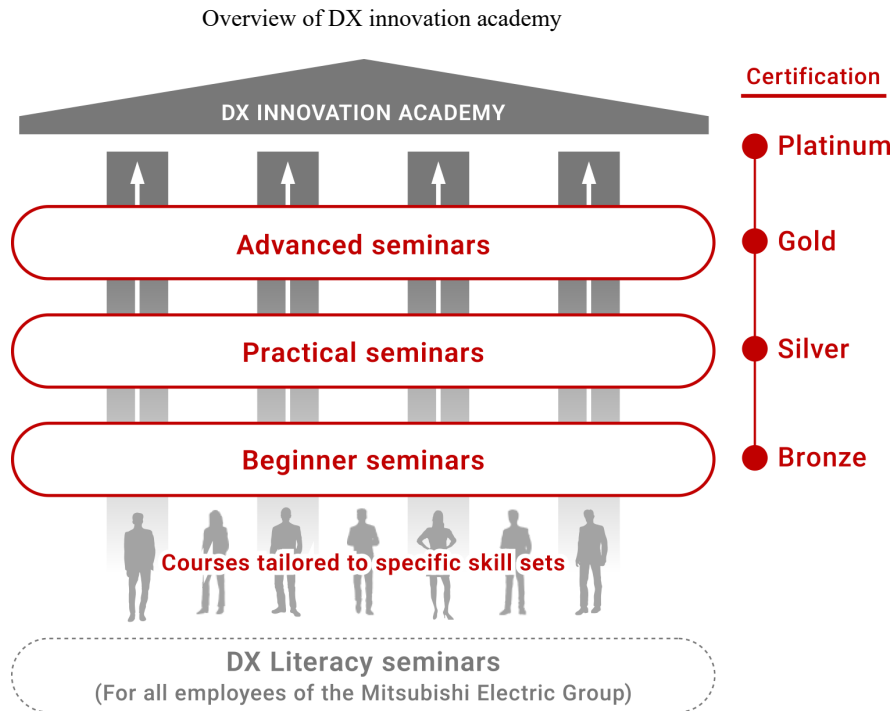 Overview of DX innovation academy
Certification
DX INNOVATION ACADEMY
Platinum
Advanced seminars
Gold
Practical seminars
Silver
Beginner seminars
Bronze
Courses tailored to specific skill sets
DX Literacy seminars
(For all employees of the Mitsubishi Electric Group)